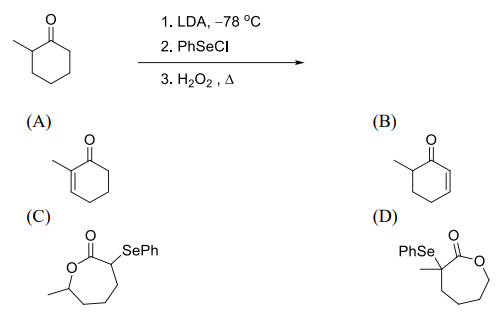 O
1. LDA, −78 °C
2. PhSeCl
3. H₂O₂ , Δ
(A) (B)
O O
(C) (D)
O SePh O
O PhSe O